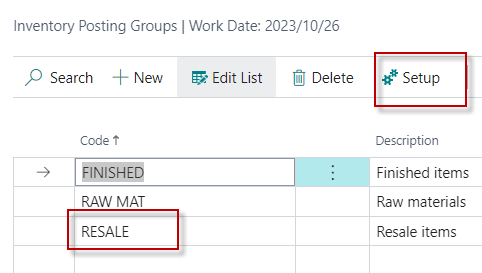 Inventory Posting Groups | Work Date: 2023/10/26
Search New Edit List Delete Setup
Code ↑ Description
→ FINISHED ⋮ Finished items
RAW MAT Raw materials
RESALE Resale items